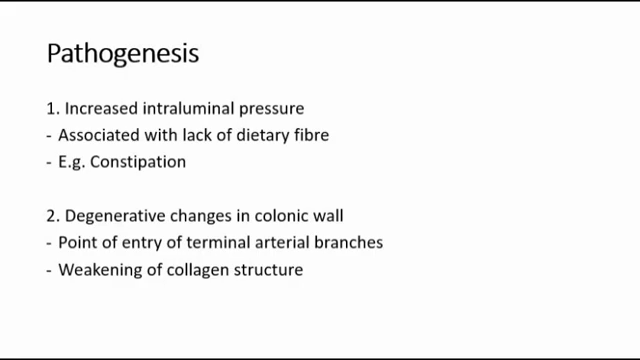 Pathogenesis
1. Increased intraluminal pressure
- Associated with lack of dietary fibre
- E.g. Constipation
2. Degenerative changes in colonic wall
- Point of entry of terminal arterial branches
- Weakening of collagen structure